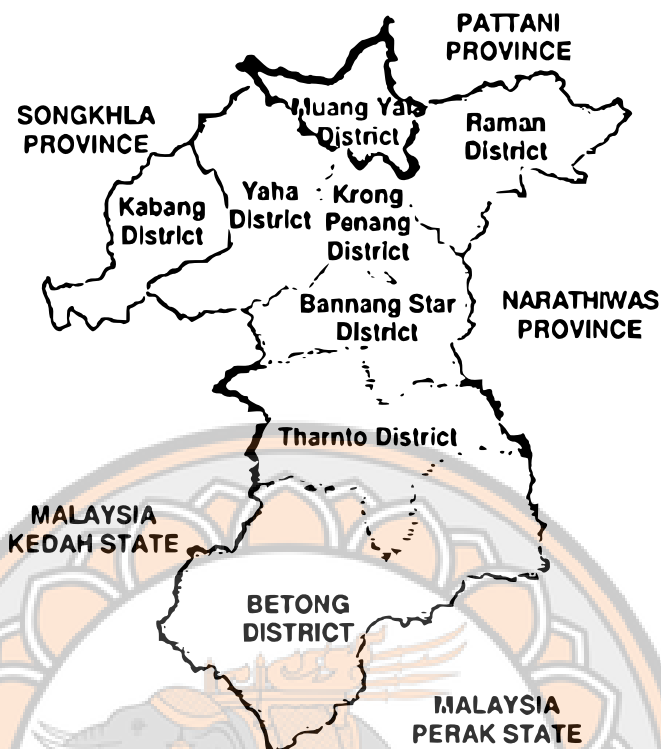 PATTANI
PROVINCE
SONGKHLA
PROVINCE
Muang Yala
District
Raman
District
Kabang
District
Yaha
District
Krong
Penang
District
Bannang Star
District
NARATHIWAS
PROVINCE
Tharnto District
MALAYSIA
KEDAH STATE
BETONG
DISTRICT
MALAYSIA
PERAK STATE